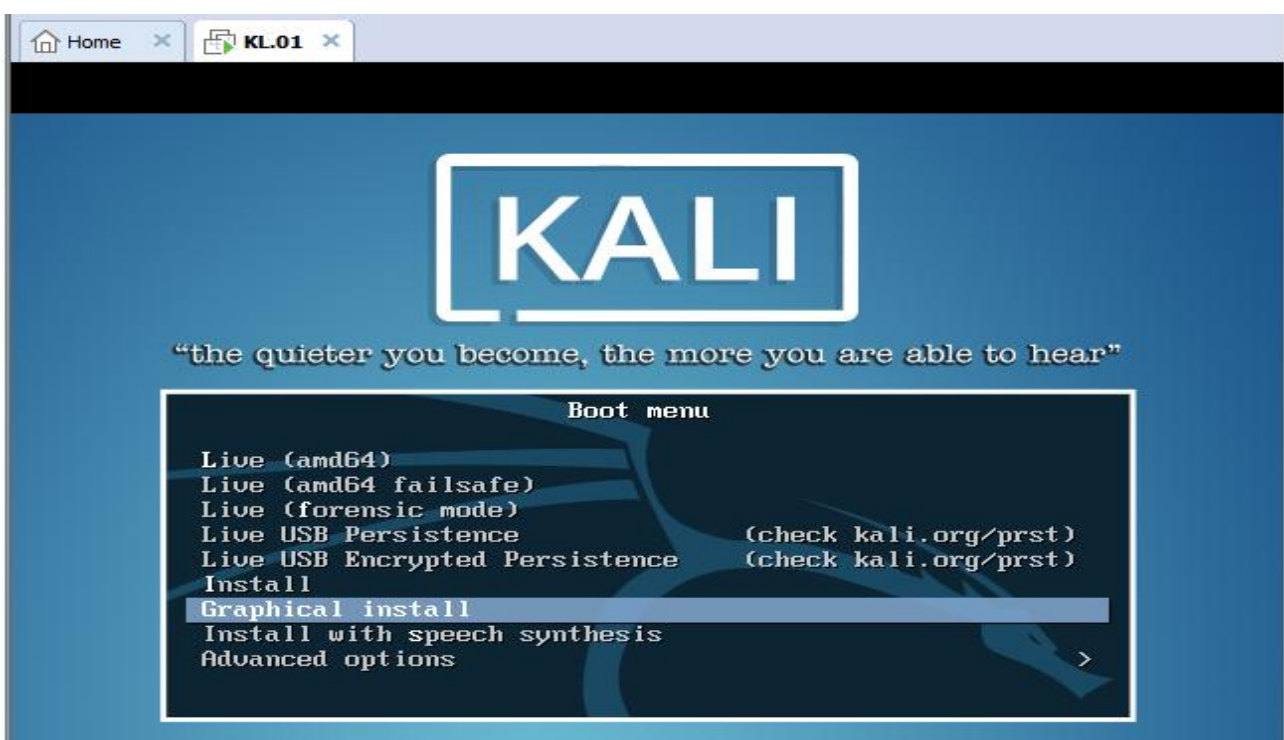 Home
KL.01
KALI
“the quieter you become, the more you are able to hear”
Boot menu
Live (amd64)
Live (amd64 failsafe)
Live (forensic mode)
Live USB Persistence (check kali.org/prst)
Live USB Encrypted Persistence (check kali.org/prst)
Install
Graphical install
Install with speech synthesis
Advanced options >